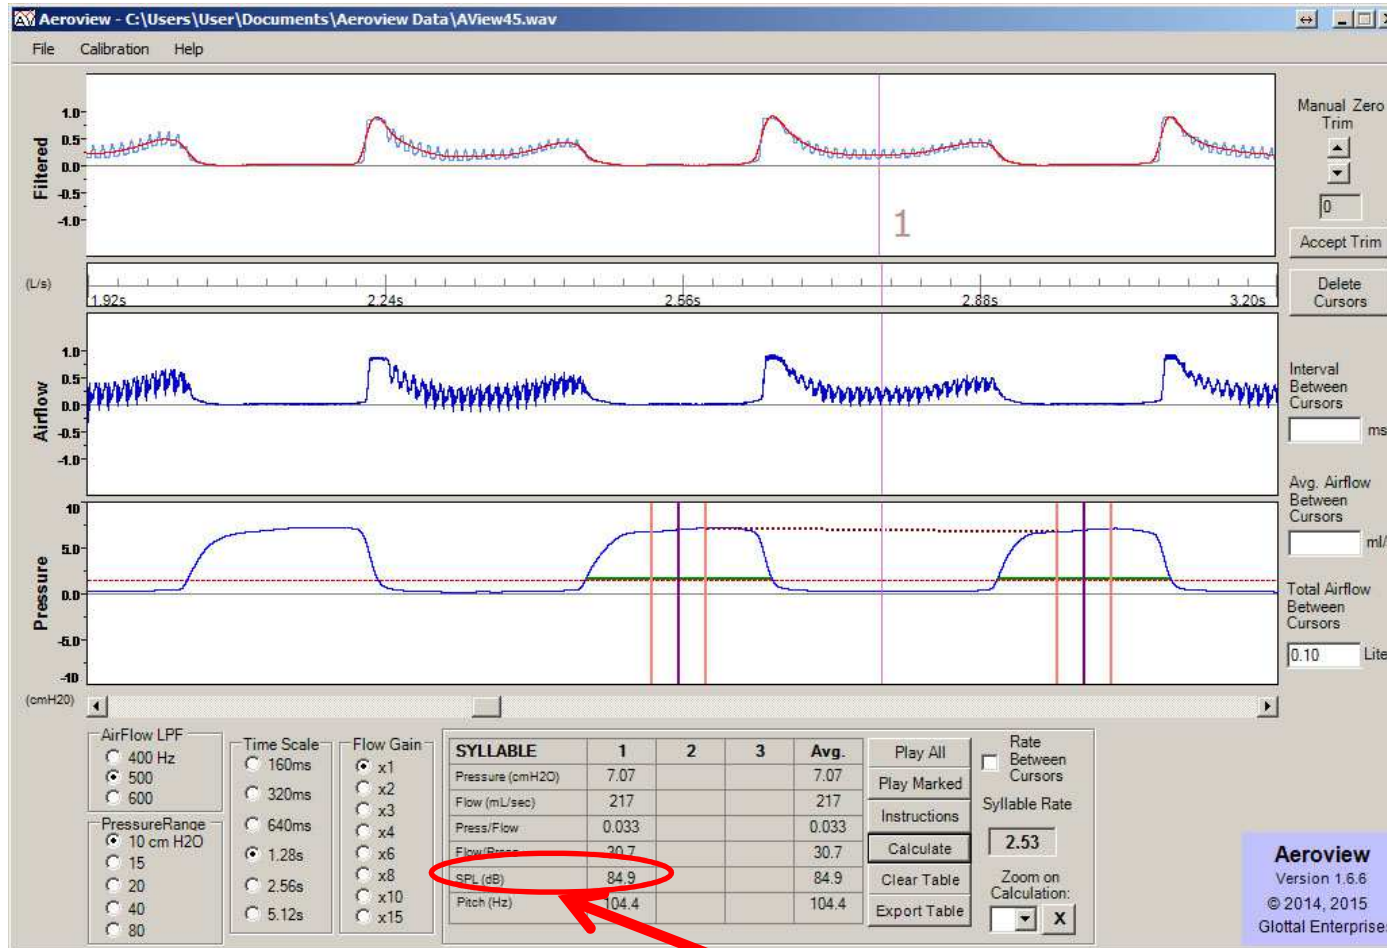 Aeroview - C:\Users\User\Documents\Aeroview Data\AView45.wav
File Calibration Help
Filtered
1.0
0.5
0.0
-0.5
-1.0
1
Manual Zero
Trim
0
Accept Trim
(L/s)
1.92s 2.24s 2.56s 2.88s 3.20s
Delete
Cursors
Airflow
1.0
0.5
0.0
-0.5
-1.0
Interval
Between
Cursors
ms
Pressure
10
5.0
0.0
-5.0
-10
Avg. Airflow
Between
Cursors
ml/
Total Airflow
Between
Cursors
0.10 Lite
(cmH20)
AirFlow LPF
400 Hz
500
600
PressureRange
10 cm H2O
15
20
40
80
Time Scale
160ms
320ms
640ms
1.28s
2.56s
5.12s
Flow Gain
x1
x2
x3
x4
x6
x8
x10
x15
SYLLABLE 1 2 3 Avg.
Pressure (cmH2O) 7.07 7.07
Flow (mL/sec) 217 217
Press/Flow 0.033 0.033
Flow/Press 30.7 30.7
SPL (dB) 84.9 84.9
Pitch (Hz) 104.4 104.4
Play All
Play Marked
Instructions
Calculate
Clear Table
Export Table
Rate
Between
Cursors
Syllable Rate
2.53
Zoom on
Calculation:
X
Aeroview
Version 1.6.6
© 2014, 2015
Glottal Enterprise